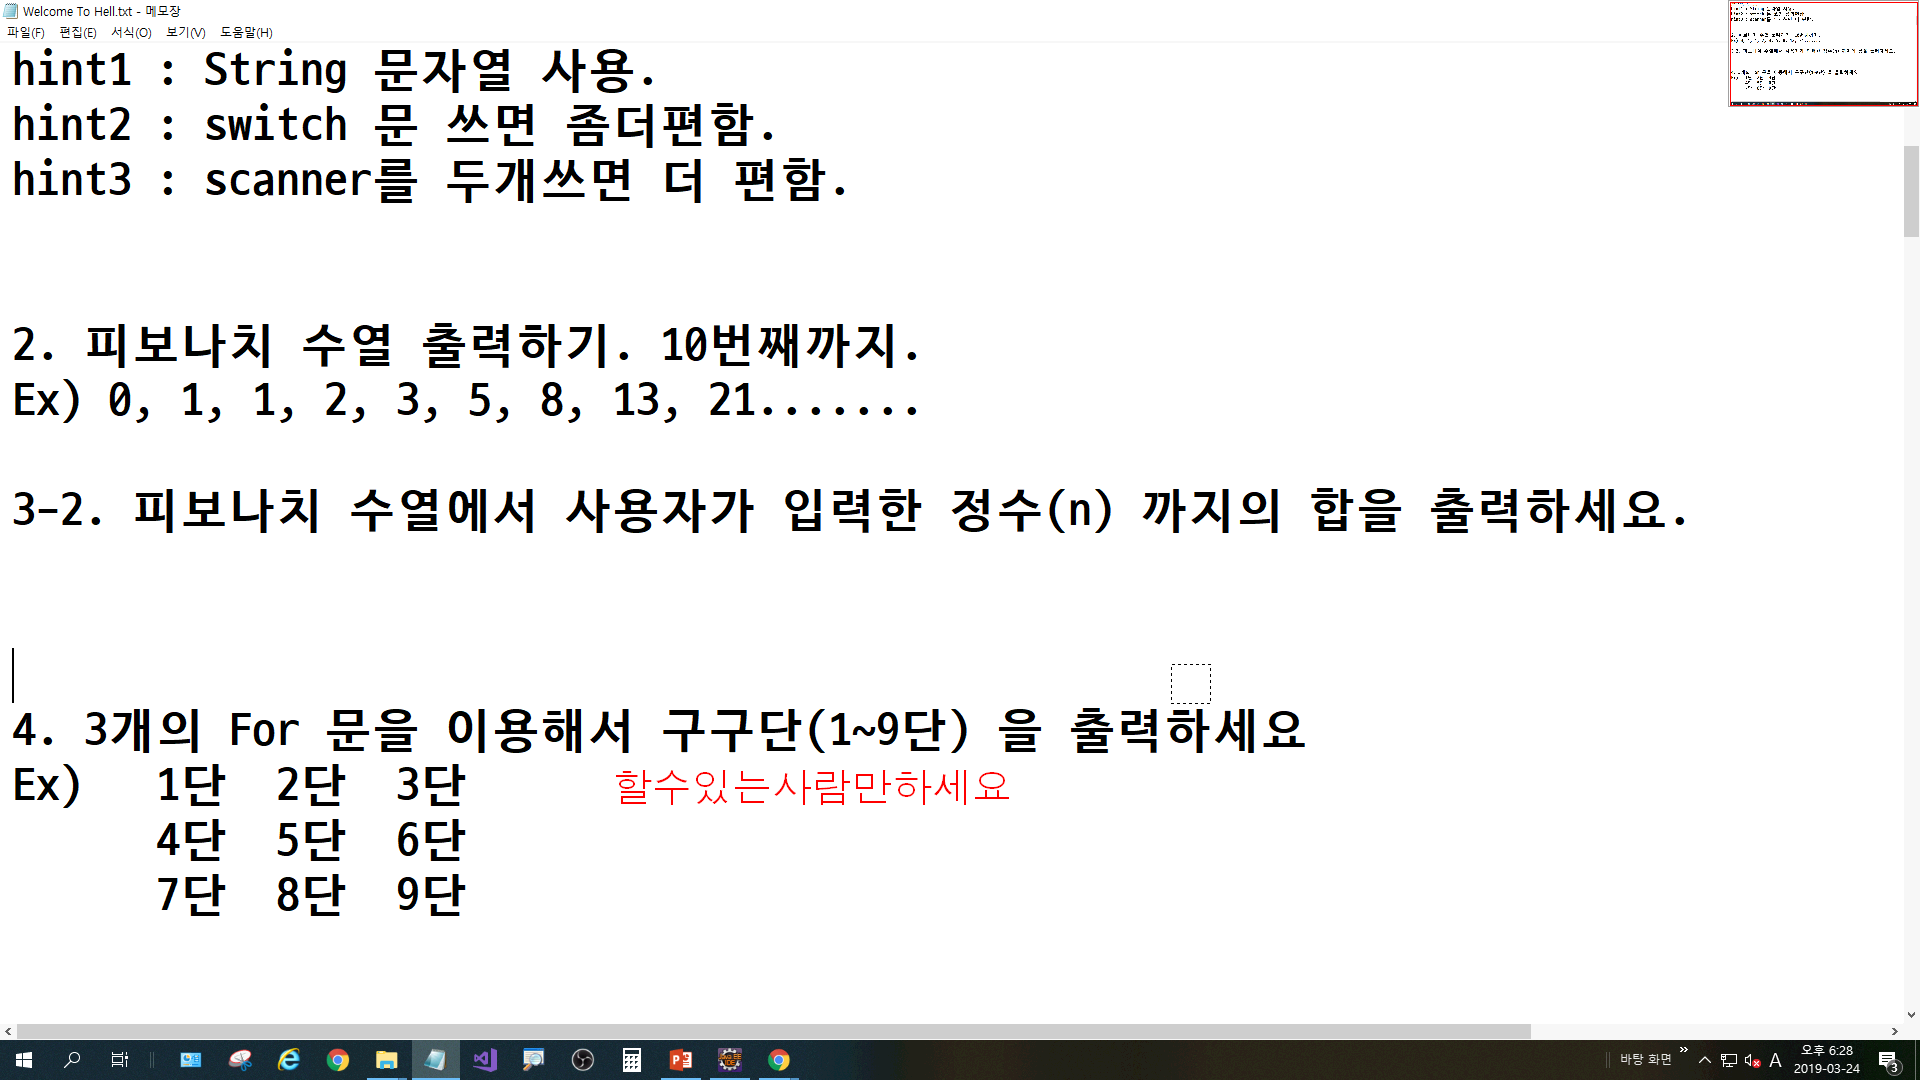 Welcome To Hell.txt - 메모장
파일(F) 편집(E) 서식(O) 보기(V) 도움말(H)
hint1 : String 문자열 사용.
hint2 : switch 문 쓰면 좀더편함.
hint3 : scanner를 두개쓰면 더 편함.
2. 피보나치 수열 출력하기. 10번째까지.
Ex) 0, 1, 1, 2, 3, 5, 8, 13, 21.......
3-2. 피보나치 수열에서 사용자가 입력한 정수(n) 까지의 합을 출력하세요.
4. 3개의 For 문을 이용해서 구구단(1~9단) 을 출력하세요
Ex) 1단 2단 3단 할수있는사람만하세요
4단 5단 6단
7단 8단 9단
바탕 화면 A 오후 6:28
2019-03-24 3